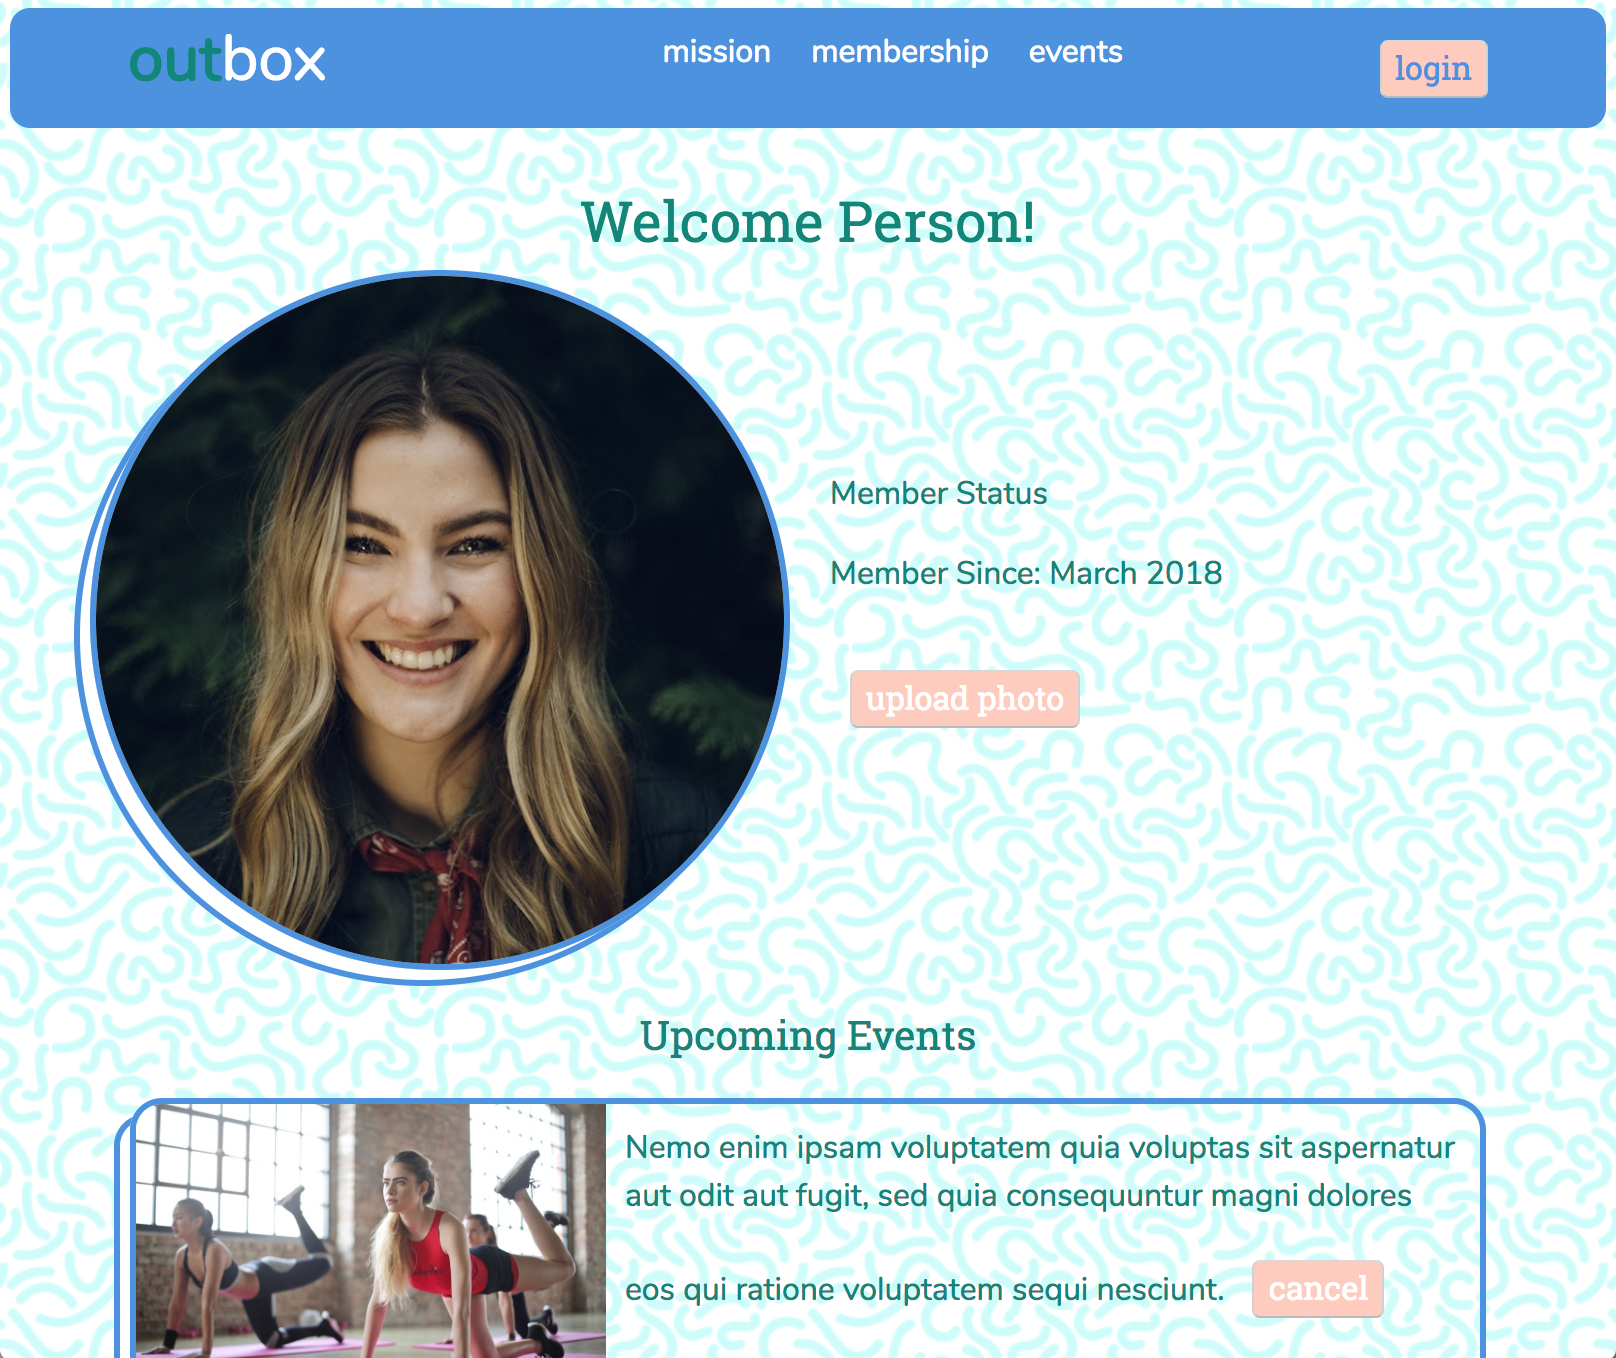 outbox
mission membership events
login
Welcome Person!
Member Status
Member Since: March 2018
upload photo
Upcoming Events
Nemo enim ipsam voluptatem quia voluptas sit aspernatur
aut odit aut fugit, sed quia consequuntur magni dolores
eos qui ratione voluptatem sequi nesciunt. cancel